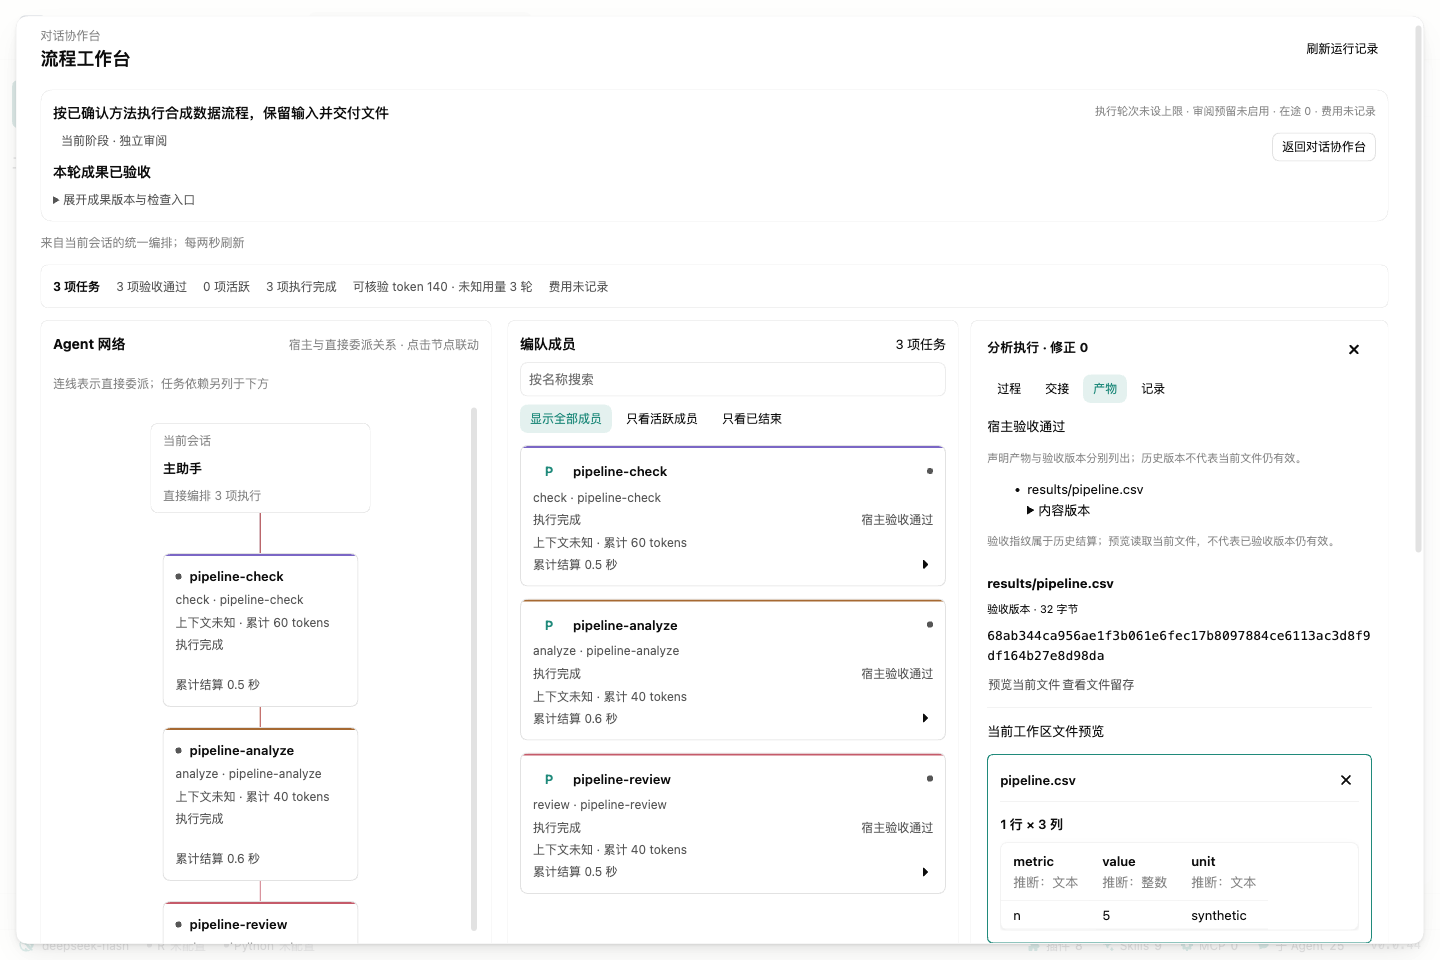 对话协作台
流程工作台
刷新运行记录
按已确认方法执行合成数据流程，保留输入并交付文件
执行轮次未设上限 · 审阅预留未启用 · 在途 0 · 费用未记录
当前阶段 · 独立审阅
返回对话协作台
本轮成果已验收
▶ 展开成果版本与检查入口
来自当前会话的统一编排；每两秒刷新
3 项任务 3 项验收通过 0 项活跃 3 项执行完成 可核验 token 140 · 未知用量 3 轮 费用未记录
Agent 网络
宿主与直接委派关系 · 点击节点联动
连线表示直接委派；任务依赖另列于下方
当前会话
主助手
直接编排 3 项执行
pipeline-check
check · pipeline-check
上下文未知 · 累计 60 tokens
执行完成
累计结算 0.5 秒
pipeline-analyze
analyze · pipeline-analyze
上下文未知 · 累计 40 tokens
执行完成
累计结算 0.6 秒
pipeline-review
编队成员
3 项任务
按名称搜索
显示全部成员 只看活跃成员 只看已结束
P pipeline-check
check · pipeline-check
执行完成 宿主验收通过
上下文未知 · 累计 60 tokens
累计结算 0.5 秒
P pipeline-analyze
analyze · pipeline-analyze
执行完成 宿主验收通过
上下文未知 · 累计 40 tokens
累计结算 0.6 秒
P pipeline-review
review · pipeline-review
执行完成 宿主验收通过
上下文未知 · 累计 40 tokens
累计结算 0.5 秒
分析执行 · 修正 0
过程 交接 产物 记录
宿主验收通过
声明产物与验收版本分别列出；历史版本不代表当前文件仍有效。
• results/pipeline.csv
▶ 内容版本
验收指纹属于历史结算；预览读取当前文件，不代表已验收版本仍有效。
results/pipeline.csv
验收版本 · 32 字节
68ab344ca956ae1f3b061e6fec17b8097884ce6113ac3d8f9
df164b27e8d98da
预览当前文件 查看文件留存
当前工作区文件预览
pipeline.csv
1 行 × 3 列
metric value unit
推断：文本 推断：整数 推断：文本
n 5 synthetic